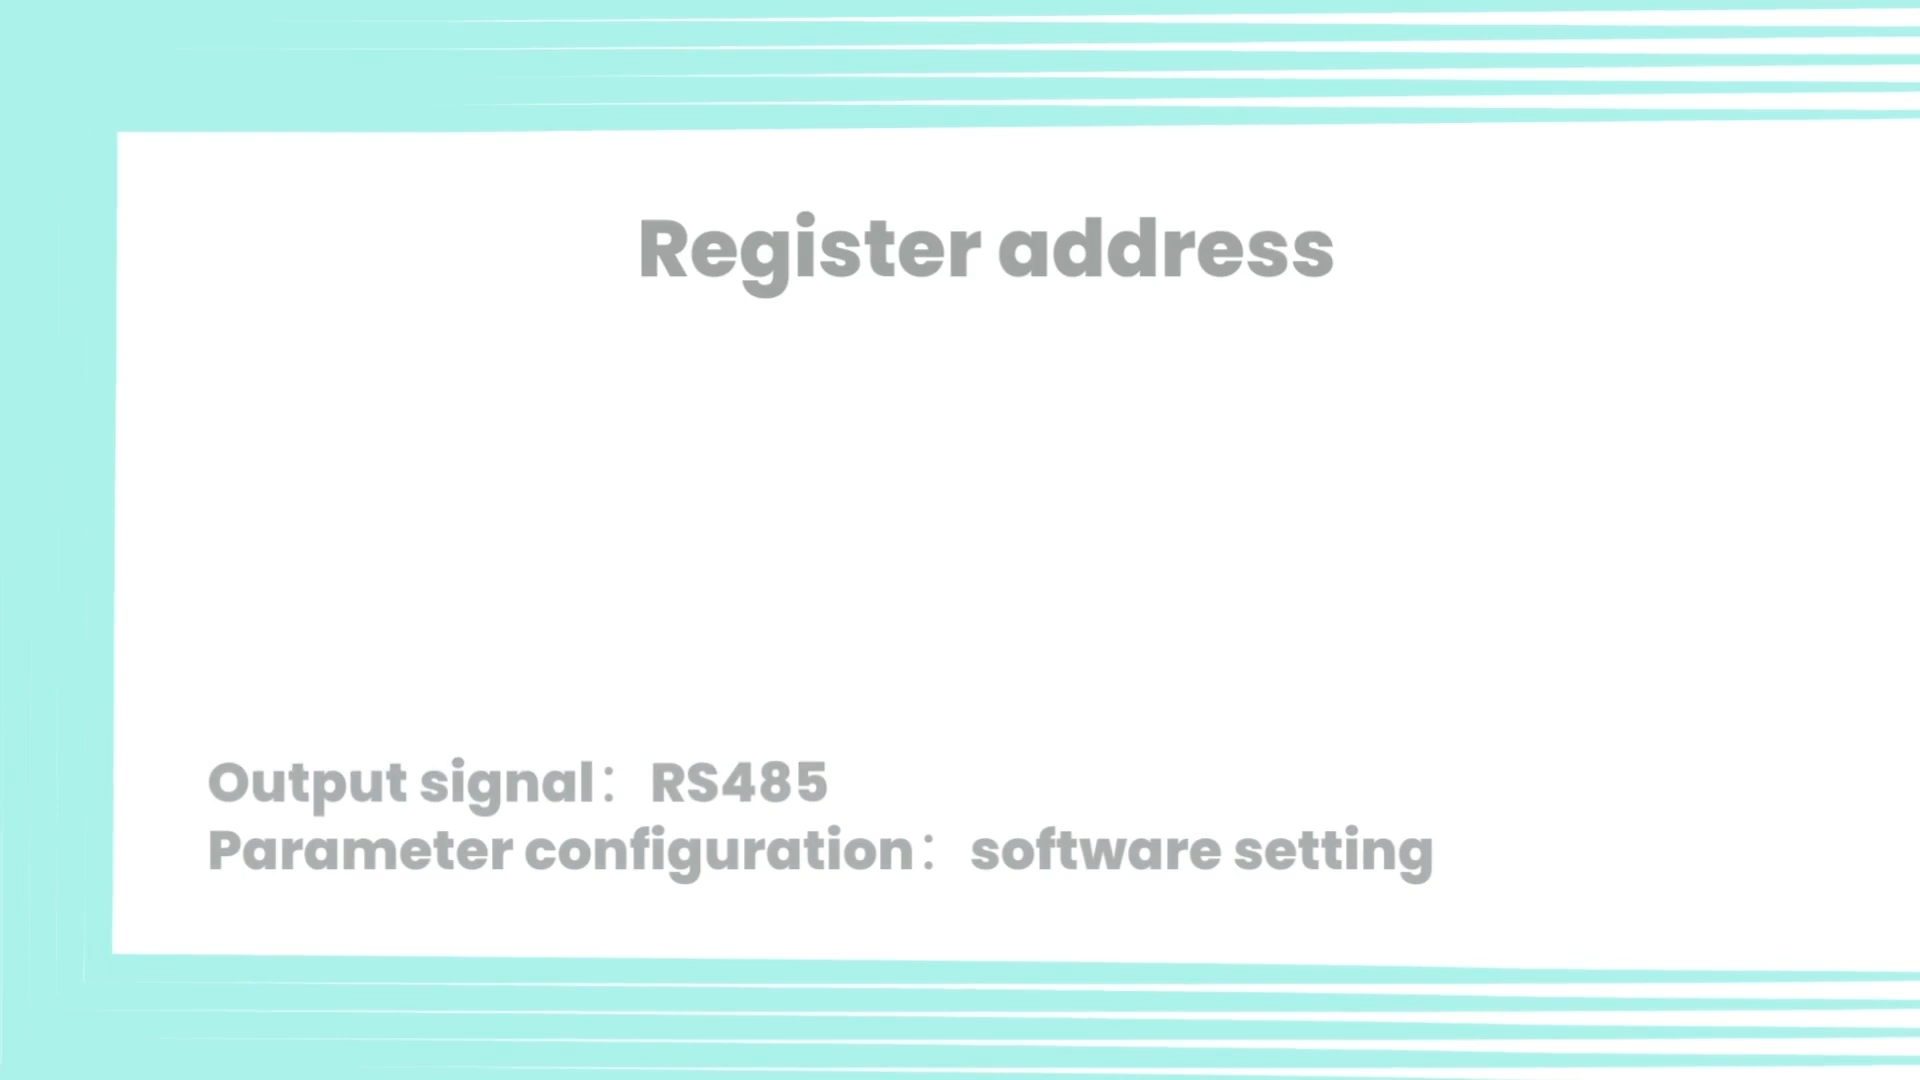 Register address
Output signal： RS485
Parameter configuration： software setting